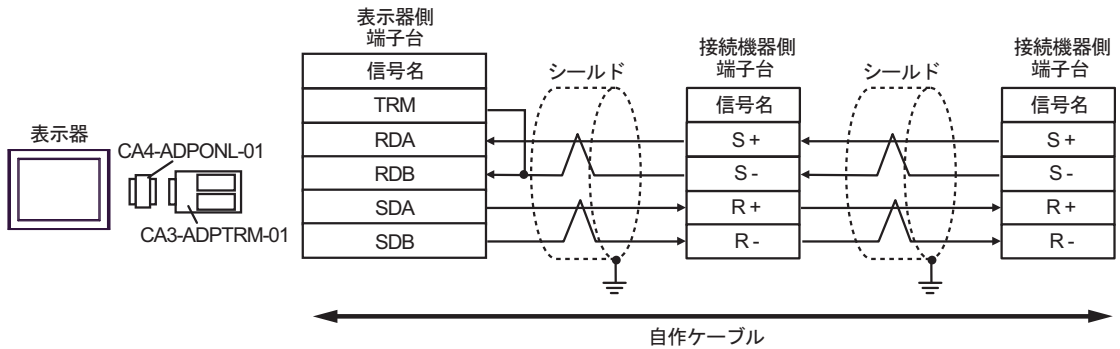 表示器
CA4-ADPONL-01
CA3-ADPTRM-01
表示器側
端子台
信号名
TRM
RDA
RDB
SDA
SDB
シールド
接続機器側
端子台
信号名
S+
S-
R+
R-
シールド
接続機器側
端子台
信号名
S+
S-
R+
R-
自作ケーブル